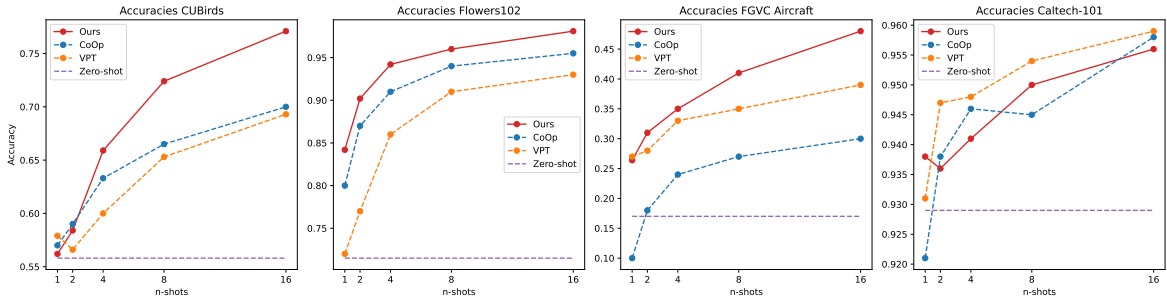 Accuracies CUBirds
Accuracy
0.75
0.70
0.65
0.60
0.55
Ours
CoOp
VPT
Zero-shot
1 2 4 8 16
n-shots
Accuracies Flowers102
0.95
0.90
0.85
0.80
0.75
Ours
CoOp
VPT
Zero-shot
1 2 4 8 16
n-shots
Accuracies FGVC Aircraft
0.45
0.40
0.35
0.30
0.25
0.20
0.15
0.10
Ours
CoOp
VPT
Zero-shot
1 2 4 8 16
n-shots
Accuracies Caltech-101
0.960
0.955
0.950
0.945
0.940
0.935
0.930
0.925
0.920
Ours
CoOp
VPT
Zero-shot
1 2 4 8 16
n-shots